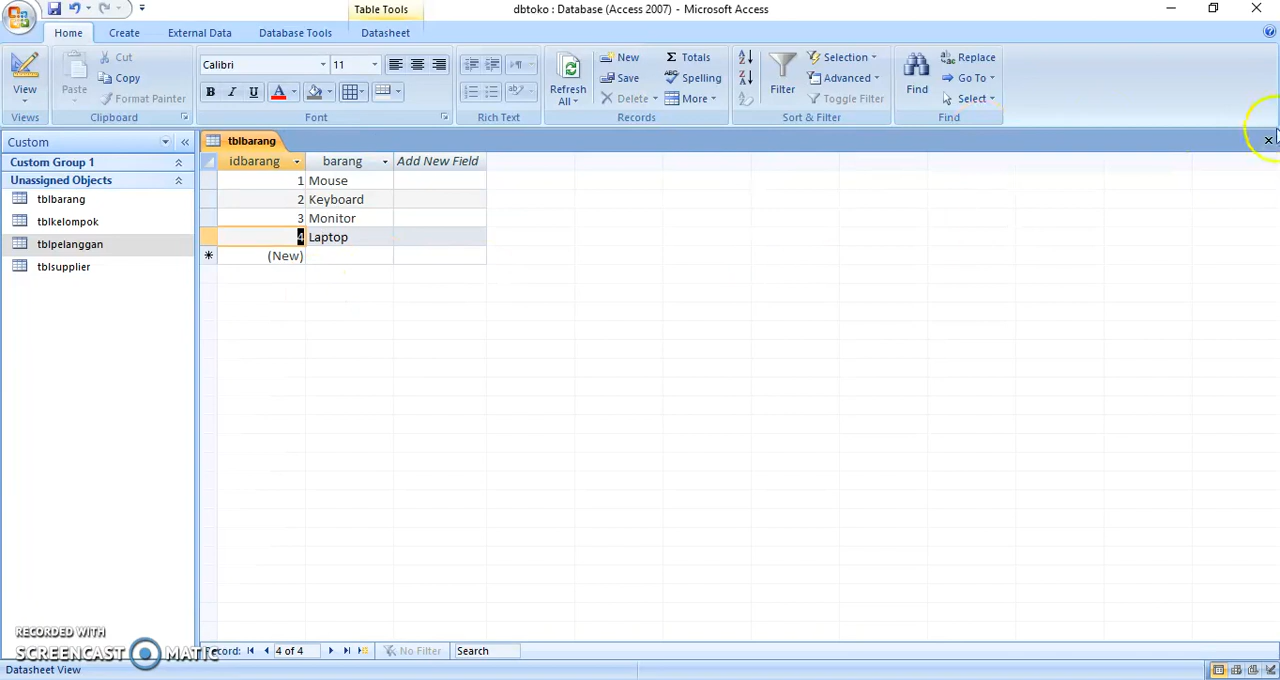 Table Tools
dbtoko : Database (Access 2007) - Microsoft Access
Home
Create
External Data
Database Tools
Datasheet
View
Views
Paste
Cut
Copy
Format Painter
Clipboard
Calibri
11
B I U
A
Font
Rich Text
Refresh
All
New
Save
Delete
Totals
Spelling
More
Records
Filter
Selection
Advanced
Toggle Filter
Sort & Filter
Find
Replace
Go To
Select
Find
Custom
Custom Group 1
Unassigned Objects
tblbarang
tblkelompok
tblpelanggan
tblsupplier
tblbarang
idbarang barang Add New Field
1 Mouse
2 Keyboard
3 Monitor
4 Laptop
(New)
RECORDED WITH
SCREENCAST MATIC
Record: 4 of 4 No Filter Search
Datasheet View